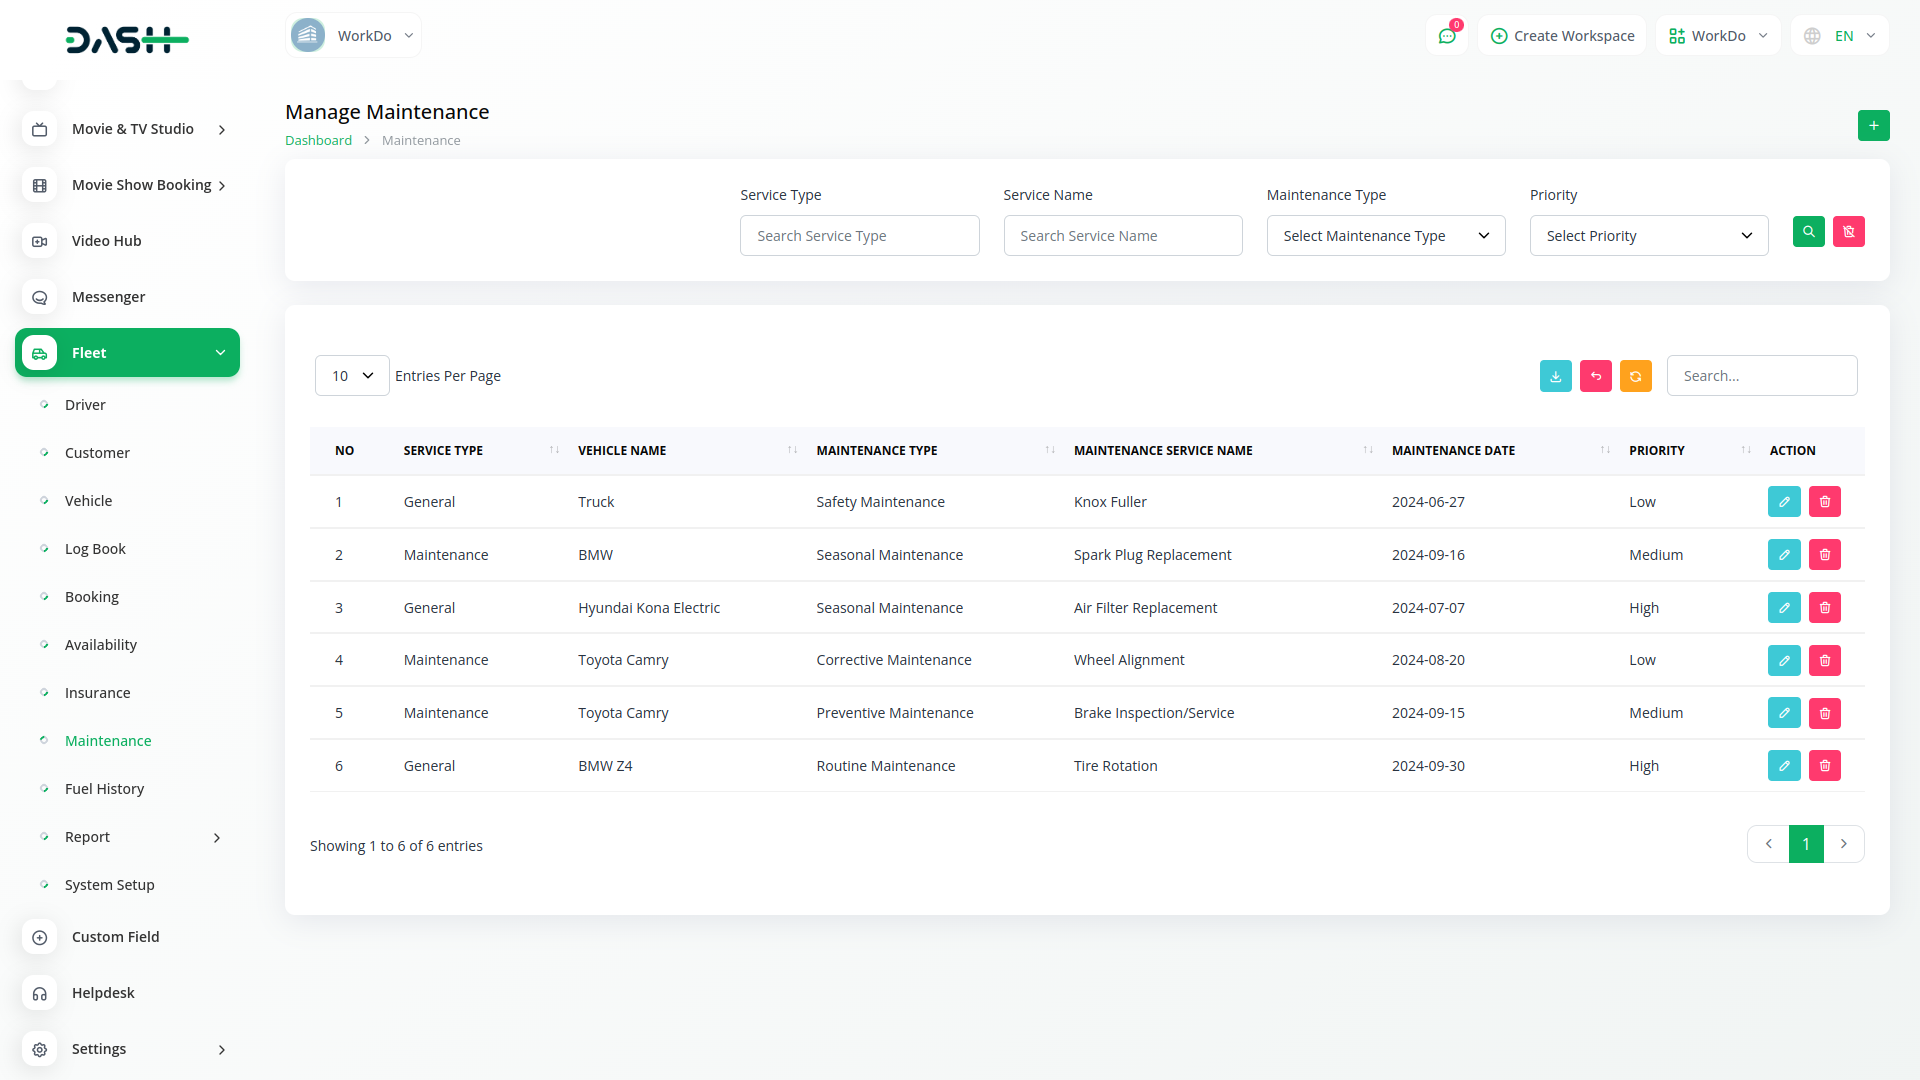 DASH
WorkDo
0
Create Workspace
WorkDo
EN
Movie & TV Studio
Movie Show Booking
Video Hub
Messenger
Fleet
Driver
Customer
Vehicle
Log Book
Booking
Availability
Insurance
Maintenance
Fuel History
Report
System Setup
Custom Field
Helpdesk
Settings
Manage Maintenance
Dashboard > Maintenance
+
Service Type Service Name Maintenance Type Priority
Search Service Type Search Service Name Select Maintenance Type Select Priority
10 Entries Per Page Search...
NO SERVICE TYPE VEHICLE NAME MAINTENANCE TYPE MAINTENANCE SERVICE NAME MAINTENANCE DATE PRIORITY ACTION
1 General Truck Safety Maintenance Knox Fuller 2024-06-27 Low
2 Maintenance BMW Seasonal Maintenance Spark Plug Replacement 2024-09-16 Medium
3 General Hyundai Kona Electric Seasonal Maintenance Air Filter Replacement 2024-07-07 High
4 Maintenance Toyota Camry Corrective Maintenance Wheel Alignment 2024-08-20 Low
5 Maintenance Toyota Camry Preventive Maintenance Brake Inspection/Service 2024-09-15 Medium
6 General BMW Z4 Routine Maintenance Tire Rotation 2024-09-30 High
Showing 1 to 6 of 6 entries
‹ 1 ›